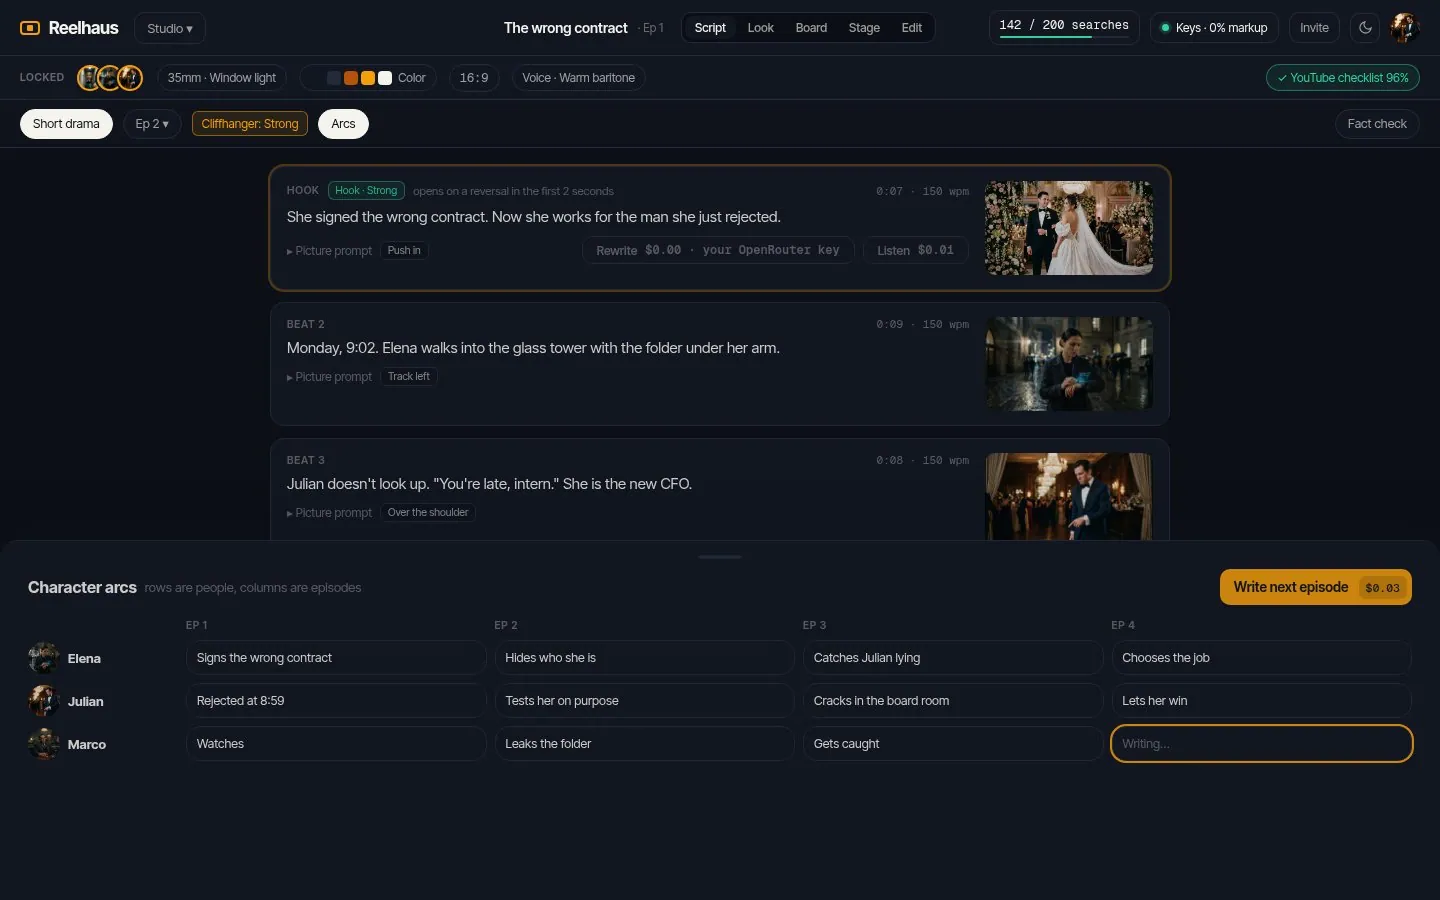 Reelhaus Studio ▾ The wrong contract · Ep 1 Script Look Board Stage Edit 142 / 200 searches Keys · 0% markup Invite
LOCKED 35mm · Window light Color 16:9 Voice · Warm baritone ✓ YouTube checklist 96%
Short drama Ep 2 ▾ Cliffhanger: Strong Arcs Fact check
HOOK Hook · Strong opens on a reversal in the first 2 seconds 0:07 · 150 wpm
She signed the wrong contract. Now she works for the man she just rejected.
▸ Picture prompt Push in Rewrite $0.00 · your OpenRouter key Listen $0.01
BEAT 2 0:09 · 150 wpm
Monday, 9:02. Elena walks into the glass tower with the folder under her arm.
▸ Picture prompt Track left
BEAT 3 0:08 · 150 wpm
Julian doesn't look up. "You're late, intern." She is the new CFO.
▸ Picture prompt Over the shoulder
Character arcs rows are people, columns are episodes Write next episode $0.03
EP 1 EP 2 EP 3 EP 4
Elena Signs the wrong contract Hides who she is Catches Julian lying Chooses the job
Julian Rejected at 8:59 Tests her on purpose Cracks in the board room Lets her win
Marco Watches Leaks the folder Gets caught Writing...